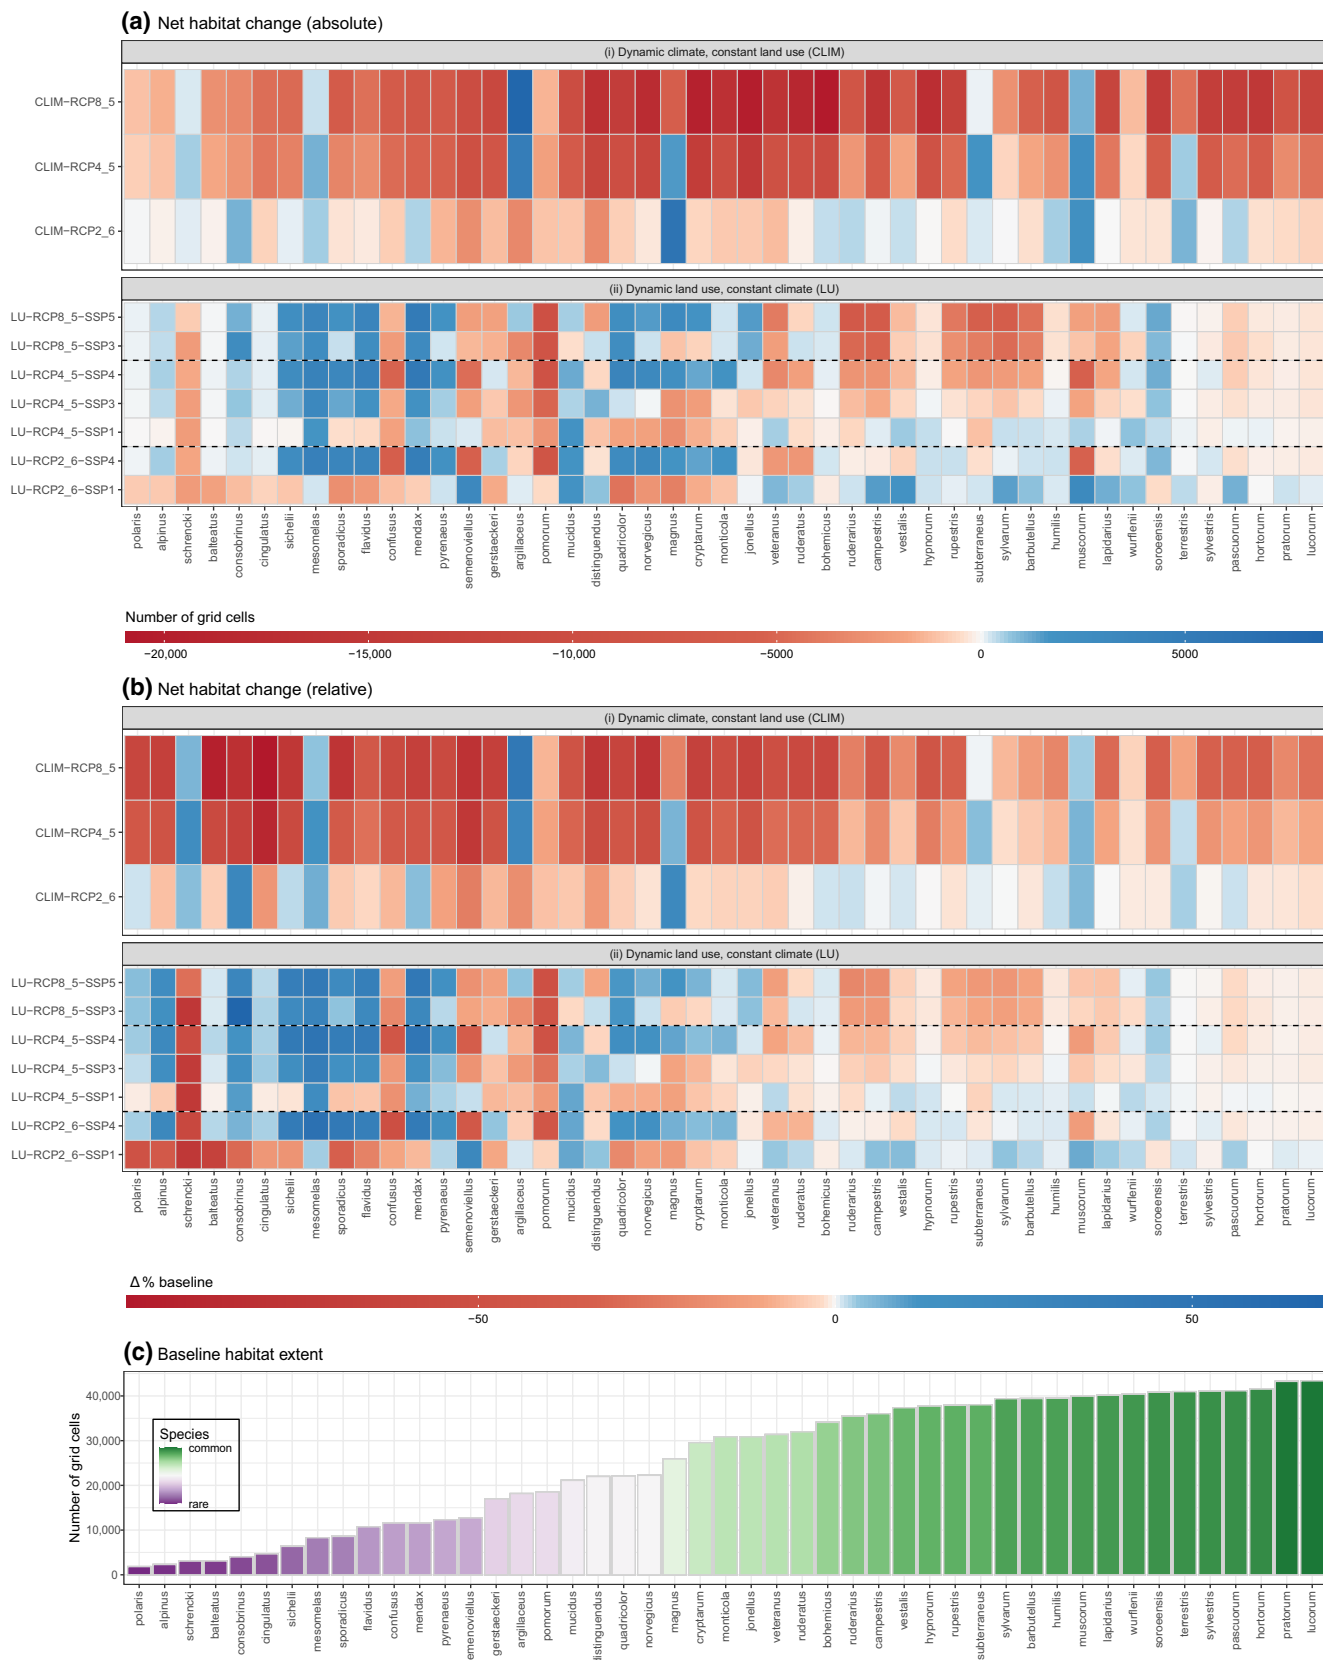 (a) Net habitat change (absolute)
(i) Dynamic climate, constant land use (CLIM)
CLIM−RCP8_5
CLIM−RCP4_5
CLIM−RCP2_6
(ii) Dynamic land use, constant climate (LU)
LU−RCP8_5−SSP5
LU−RCP8_5−SSP3
LU−RCP4_5−SSP4
LU−RCP4_5−SSP3
LU−RCP4_5−SSP1
LU−RCP2_6−SSP4
LU−RCP2_6−SSP1
polaris alpinus schrencki balteatus consobrinus cingulatus sichelii mesomelas sporadicus flavidus confusus mendax pyrenaeus semenoviellus gerstaeckeri argillaceus pomorum mucidus distinguendus quadricolor norvegicus magnus cryptarum monticola jonellus veteranus ruderatus bohemicus ruderarius campestris vestalis hypnorum rupestris subterraneus sylvarum barbutellus humilis muscorum lapidarius wurflenii soroeensis terrestris sylvestris pascuorum hortorum pratorum lucorum
Number of grid cells
−20,000 −15,000 −10,000 −5000 0 5000
(b) Net habitat change (relative)
(i) Dynamic climate, constant land use (CLIM)
CLIM−RCP8_5
CLIM−RCP4_5
CLIM−RCP2_6
(ii) Dynamic land use, constant climate (LU)
LU−RCP8_5−SSP5
LU−RCP8_5−SSP3
LU−RCP4_5−SSP4
LU−RCP4_5−SSP3
LU−RCP4_5−SSP1
LU−RCP2_6−SSP4
LU−RCP2_6−SSP1
polaris alpinus schrencki balteatus consobrinus cingulatus sichelii mesomelas sporadicus flavidus confusus mendax pyrenaeus semenoviellus gerstaeckeri argillaceus pomorum mucidus distinguendus quadricolor norvegicus magnus cryptarum monticola jonellus veteranus ruderatus bohemicus ruderarius campestris vestalis hypnorum rupestris subterraneus sylvarum barbutellus humilis muscorum lapidarius wurflenii soroeensis terrestris sylvestris pascuorum hortorum pratorum lucorum
Δ % baseline
−50 0 50
(c) Baseline habitat extent
Number of grid cells
40,000
30,000
20,000
10,000
0
Species
common
rare
polaris alpinus schrencki balteatus consobrinus cingulatus sichelii mesomelas sporadicus flavidus confusus mendax pyrenaeus emenoviellus gerstaeckeri argillaceus pomorum mucidus distinguendus quadricolor norvegicus magnus cryptarum monticola jonellus veteranus ruderatus bohemicus ruderarius campestris vestalis hypnorum rupestris subterraneus sylvarum barbutellus humilis muscorum lapidarius wurflenii soroeensis terrestris sylvestris pascuorum hortorum pratorum lucorum